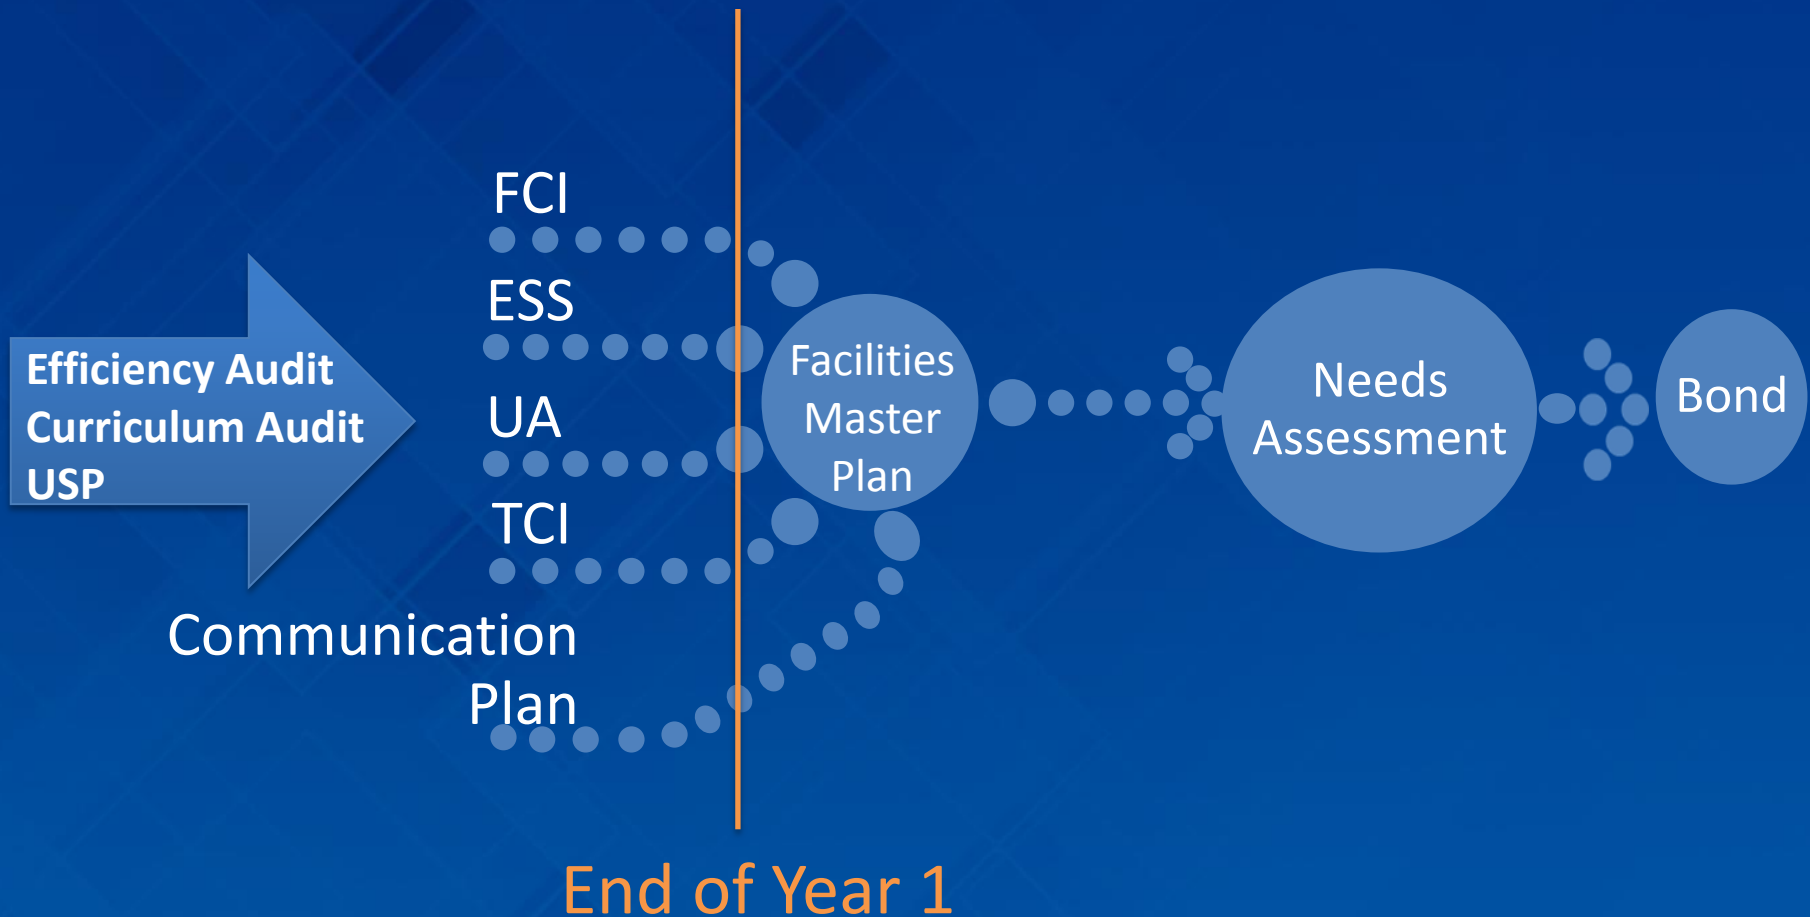 Efficiency Audit
Curriculum Audit
USP
FCI
ESS
UA
TCI
Communication
Plan
Facilities
Master
Plan
Needs
Assessment
Bond
End of Year 1